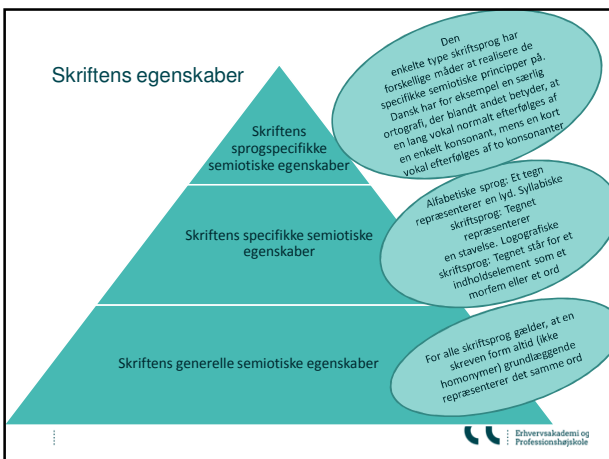 Skriftens egenskaber
Den
enkelte type skriftsprog har
forskellige måder at realisere de
specifikke semiotiske principper på.
Dansk har for eksempel en særlig
ortografi, der blandt andet betyder, at
en lang vokal normalt efterfølges af
en enkelt konsonant, mens en kort
vokal efterfølges af to konsonanter
Skriftens
sprogspecifikke
semiotiske egenskaber
Alfabetiske sprog: Et tegn
repræsenterer en lyd. Syllabiske
skriftsprog: Tegnet
repræsenterer
en stavelse. Logografiske
skriftsprog: Tegnet står for et
indholdselement som et
morfem eller et ord
Skriftens specifikke semiotiske
egenskaber
For alle skriftsprog gælder, at en
skreven form altid (ikke
homonymer) grundlæggende
repræsenterer det samme ord
Skriftens generelle semiotiske egenskaber
Erhvervsakademi og
Professionshøjskole